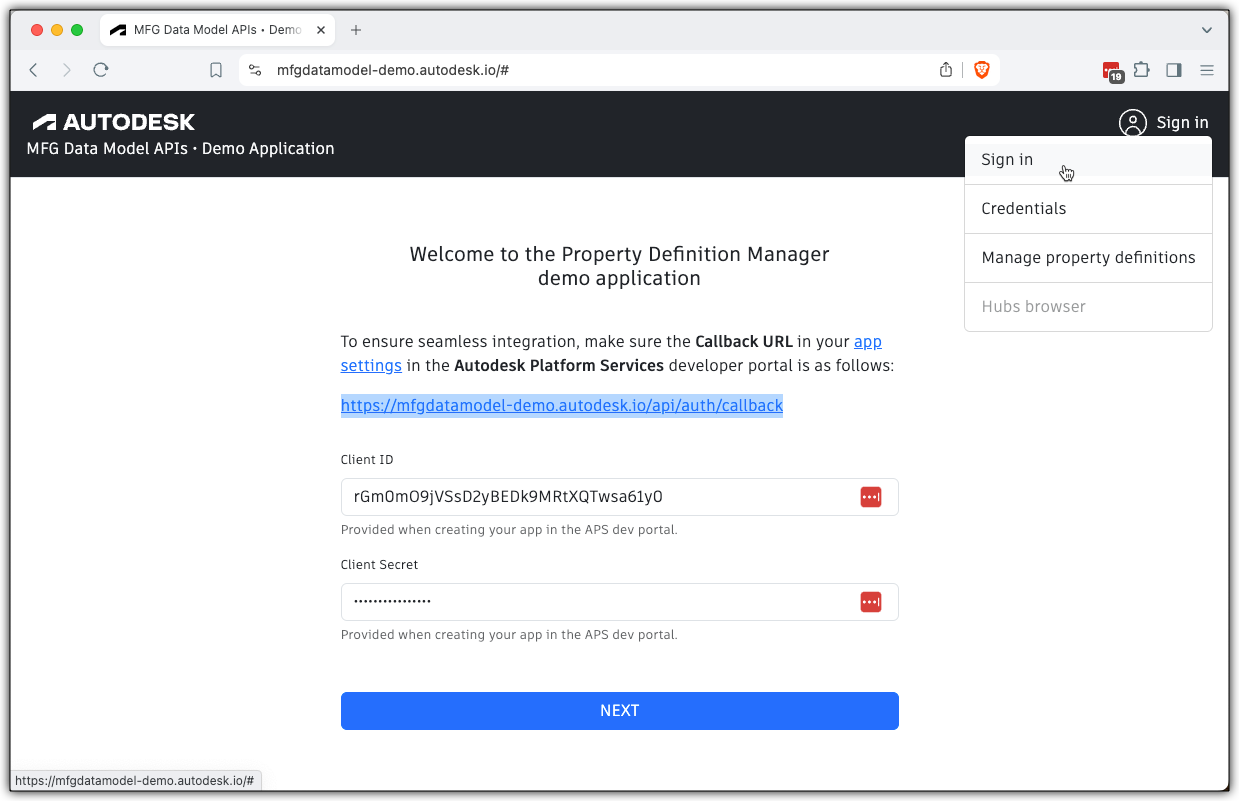 MFG Data Model APIs • Demo
mfgdatamodel-demo.autodesk.io/#
19
AUTODESK
MFG Data Model APIs • Demo Application
Sign in
Sign in
Credentials
Manage property definitions
Hubs browser
Welcome to the Property Definition Manager
demo application
To ensure seamless integration, make sure the Callback URL in your app
settings in the Autodesk Platform Services developer portal is as follows:
https://mfgdatamodel-demo.autodesk.io/api/auth/callback
Client ID
rGm0mO9jVSsD2yBEDk9MRtXQTwsa61y0
Provided when creating your app in the APS dev portal.
Client Secret
••••••••••••••••
Provided when creating your app in the APS dev portal.
NEXT
https://mfgdatamodel-demo.autodesk.io/#